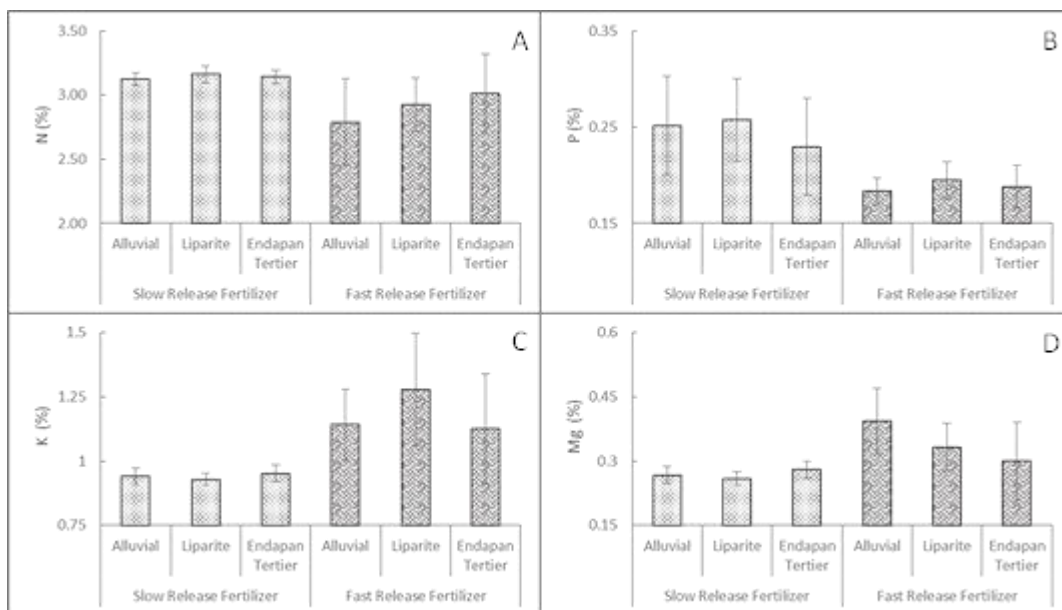 A
3.50
3.00
2.50
2.00
N (%)
Alluvial Liparite Endapan Tertier Alluvial Liparite Endapan Tertier
Slow Release Fertilizer Fast Release Fertilizer
B
0.35
0.25
0.15
P (%)
Alluvial Liparite Endapan Tertier Alluvial Liparite Endapan Tertier
Slow Release Fertilizer Fast Release Fertilizer
C
1.5
1.25
1
0.75
K (%)
Alluvial Liparite Endapan Tertier Alluvial Liparite Endapan Tertier
Slow Release Fertilizer Fast Release Fertilizer
D
0.6
0.45
0.3
0.15
Mg (%)
Alluvial Liparite Endapan Tertier Alluvial Liparite Endapan Tertier
Slow Release Fertilizer Fast Release Fertilizer